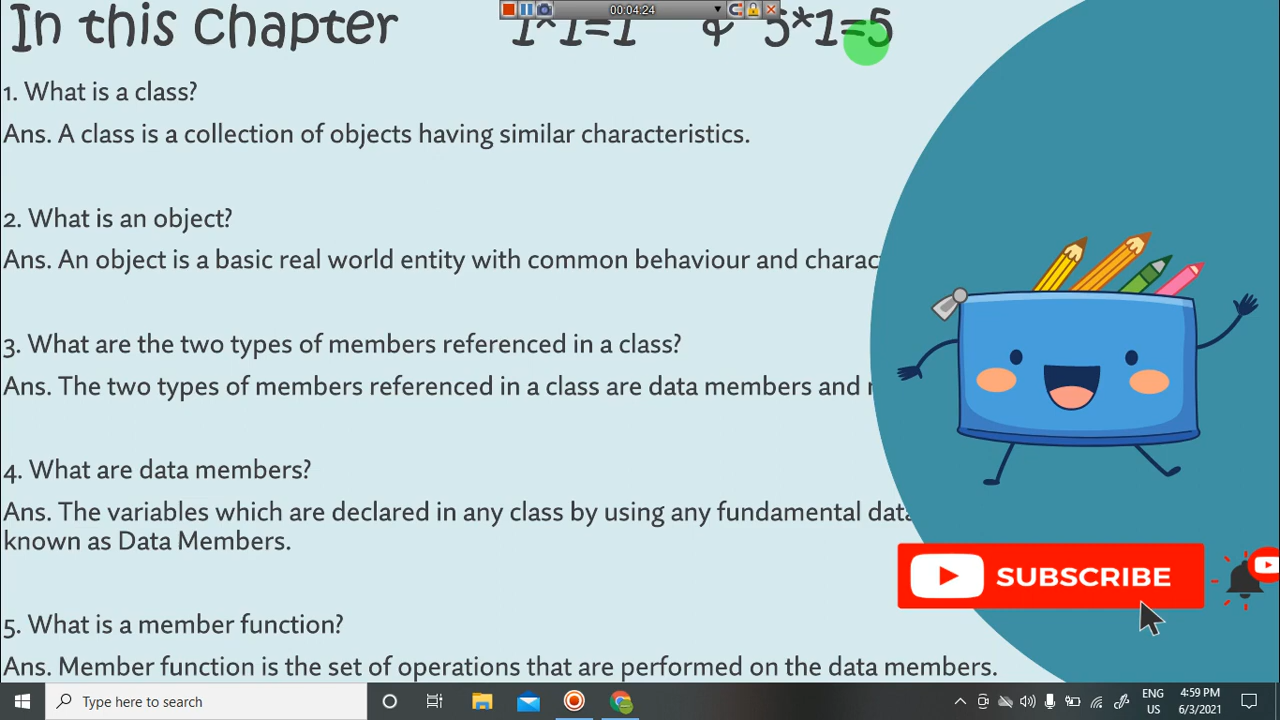 00:04:24
In this Chapter 1*1=1 & 5*1=5
1. What is a class?
Ans. A class is a collection of objects having similar characteristics.
2. What is an object?
Ans. An object is a basic real world entity with common behaviour and charac
3. What are the two types of members referenced in a class?
Ans. The two types of members referenced in a class are data members and
4. What are data members?
Ans. The variables which are declared in any class by using any fundamental data
known as Data Members.
SUBSCRIBE
5. What is a member function?
Ans. Member function is the set of operations that are performed on the data members.
Type here to search
ENG
US
4:59 PM
6/3/2021